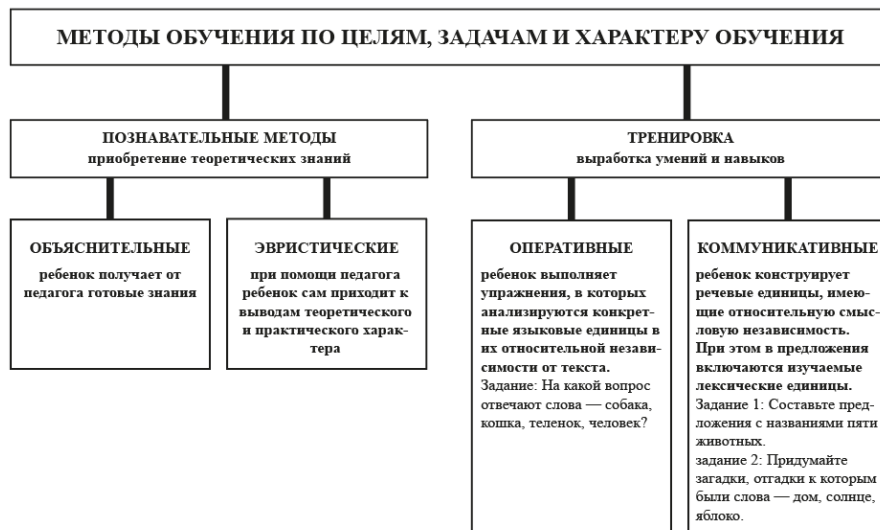 МЕТОДЫ ОБУЧЕНИЯ ПО ЦЕЛЯМ, ЗАДАЧАМ И ХАРАКТЕРУ ОБУЧЕНИЯ
ПОЗНАВАТЕЛЬНЫЕ МЕТОДЫ
приобретение теоретических знаний
ТРЕНИРОВКА
выработка умений и навыков
ОБЪЯСНИТЕЛЬНЫЕ
ребенок получает от
педагога готовые знания
ЭВРИСТИЧЕСКИЕ
при помощи педагога
ребенок сам приходит к
выводам теоретического
и практического харак-
тера
ОПЕРАТИВНЫЕ
ребенок выполняет
упражнения, в которых
анализируются конкрет-
ные языковые единицы в
их относительной незави-
симости от текста.
Задание: На какой вопрос
отвечают слова — собака,
кошка, теленок, человек?
КОММУНИКАТИВНЫЕ
ребенок конструирует
речевые единицы, имею-
щие относительную смыс-
ловую независимость.
При этом в предложения
включаются изучаемые
лексические единицы.
Задание 1: Составьте пред-
ложения с названиями пяти
животных.
задание 2: Придумайте
загадки, отгадки к которым
были слова — дом, солнце,
яблоко.